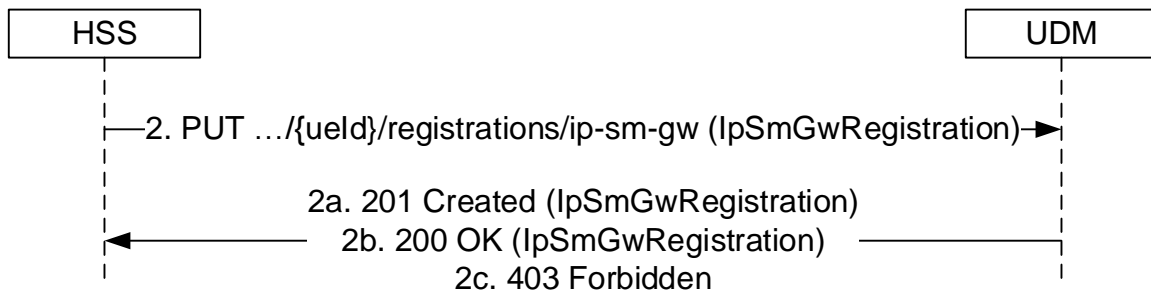 HSS
UDM
2. PUT …/{ueId}/registrations/ip-sm-gw (IpSmGwRegistration)
2a. 201 Created (IpSmGwRegistration)
2b. 200 OK (IpSmGwRegistration)
2c. 403 Forbidden